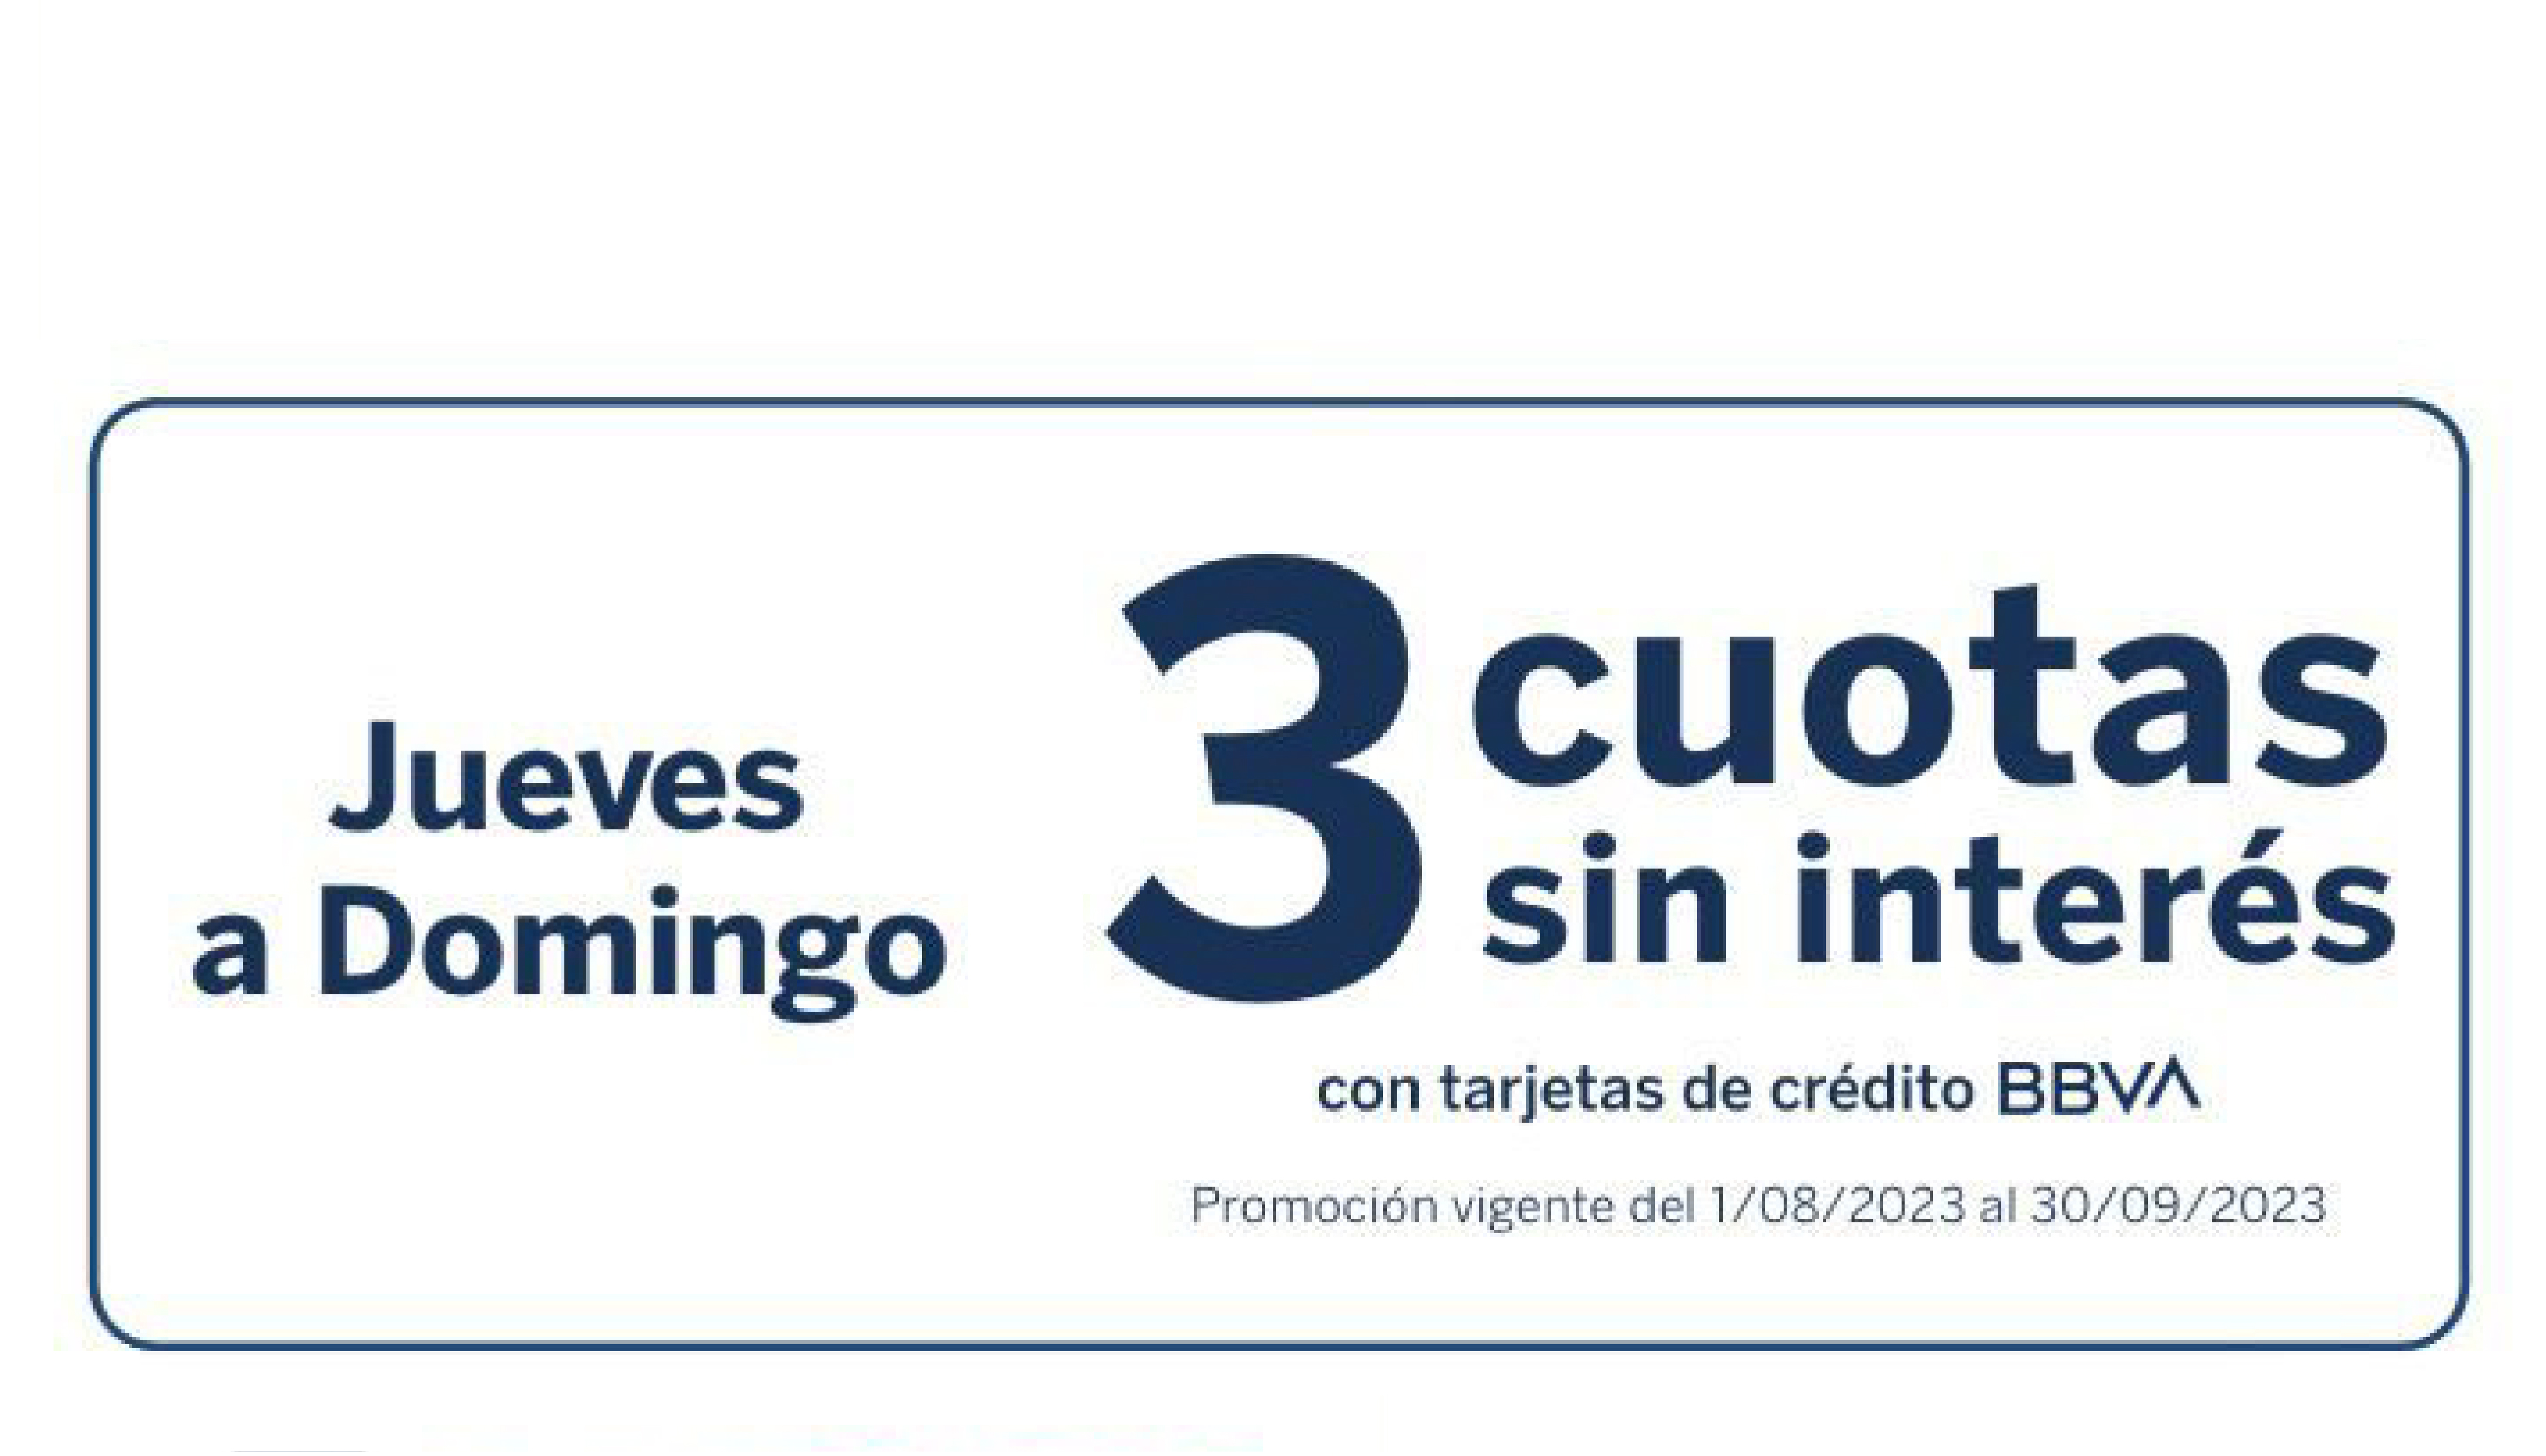 Jueves
a Domingo
3 cuotas
sin interés
con tarjetas de crédito BBVA
Promoción vigente del 1/08/2023 al 30/09/2023